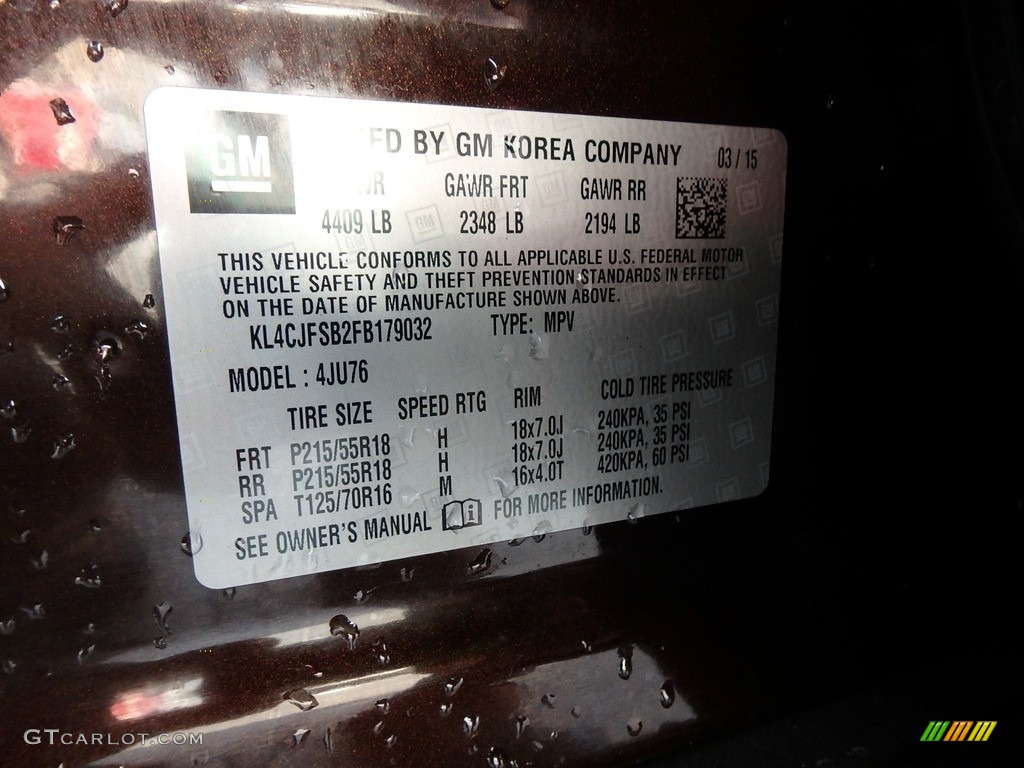 GM
BY GM KOREA COMPANY 03/15
GAWR FRT GAWR RR
4409 LB 2348 LB 2194 LB
THIS VEHICLE CONFORMS TO ALL APPLICABLE U.S. FEDERAL MOTOR
VEHICLE SAFETY AND THEFT PREVENTION STANDARDS IN EFFECT
ON THE DATE OF MANUFACTURE SHOWN ABOVE.
KL4CJFSB2FB179032 TYPE: MPV
MODEL : 4JU76
TIRE SIZE SPEED RTG RIM COLD TIRE PRESSURE
FRT P215/55R18 H 18x7.0J 240KPA, 35 PSI
RR P215/55R18 H 18x7.0J 240KPA, 35 PSI
SPA T125/70R16 M 16x4.0T 420KPA, 60 PSI
SEE OWNER'S MANUAL i FOR MORE INFORMATION.
GTCARLOT.COM